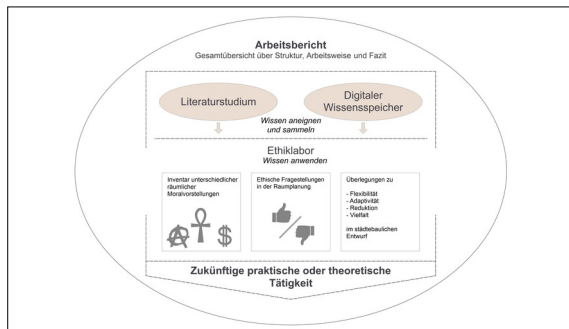 Arbeitsbericht
Gesamtübersicht über Struktur, Arbeitsweise und Fazit
Literaturstudium
Digitaler
Wissensspeicher
Wissen aneignen
und sammeln
Ethiklabor
Wissen anwenden
Inventar unterschiedlicher
räumlicher
Moralvorstellungen
Ethische Fragestellungen
in der Raumplanung
Überlegungen zu
- Flexibilität
- Adaptivität
- Reduktion
- Vielfalt
im städtebaulichen
Entwurf
Zukünftige praktische oder theoretische
Tätigkeit